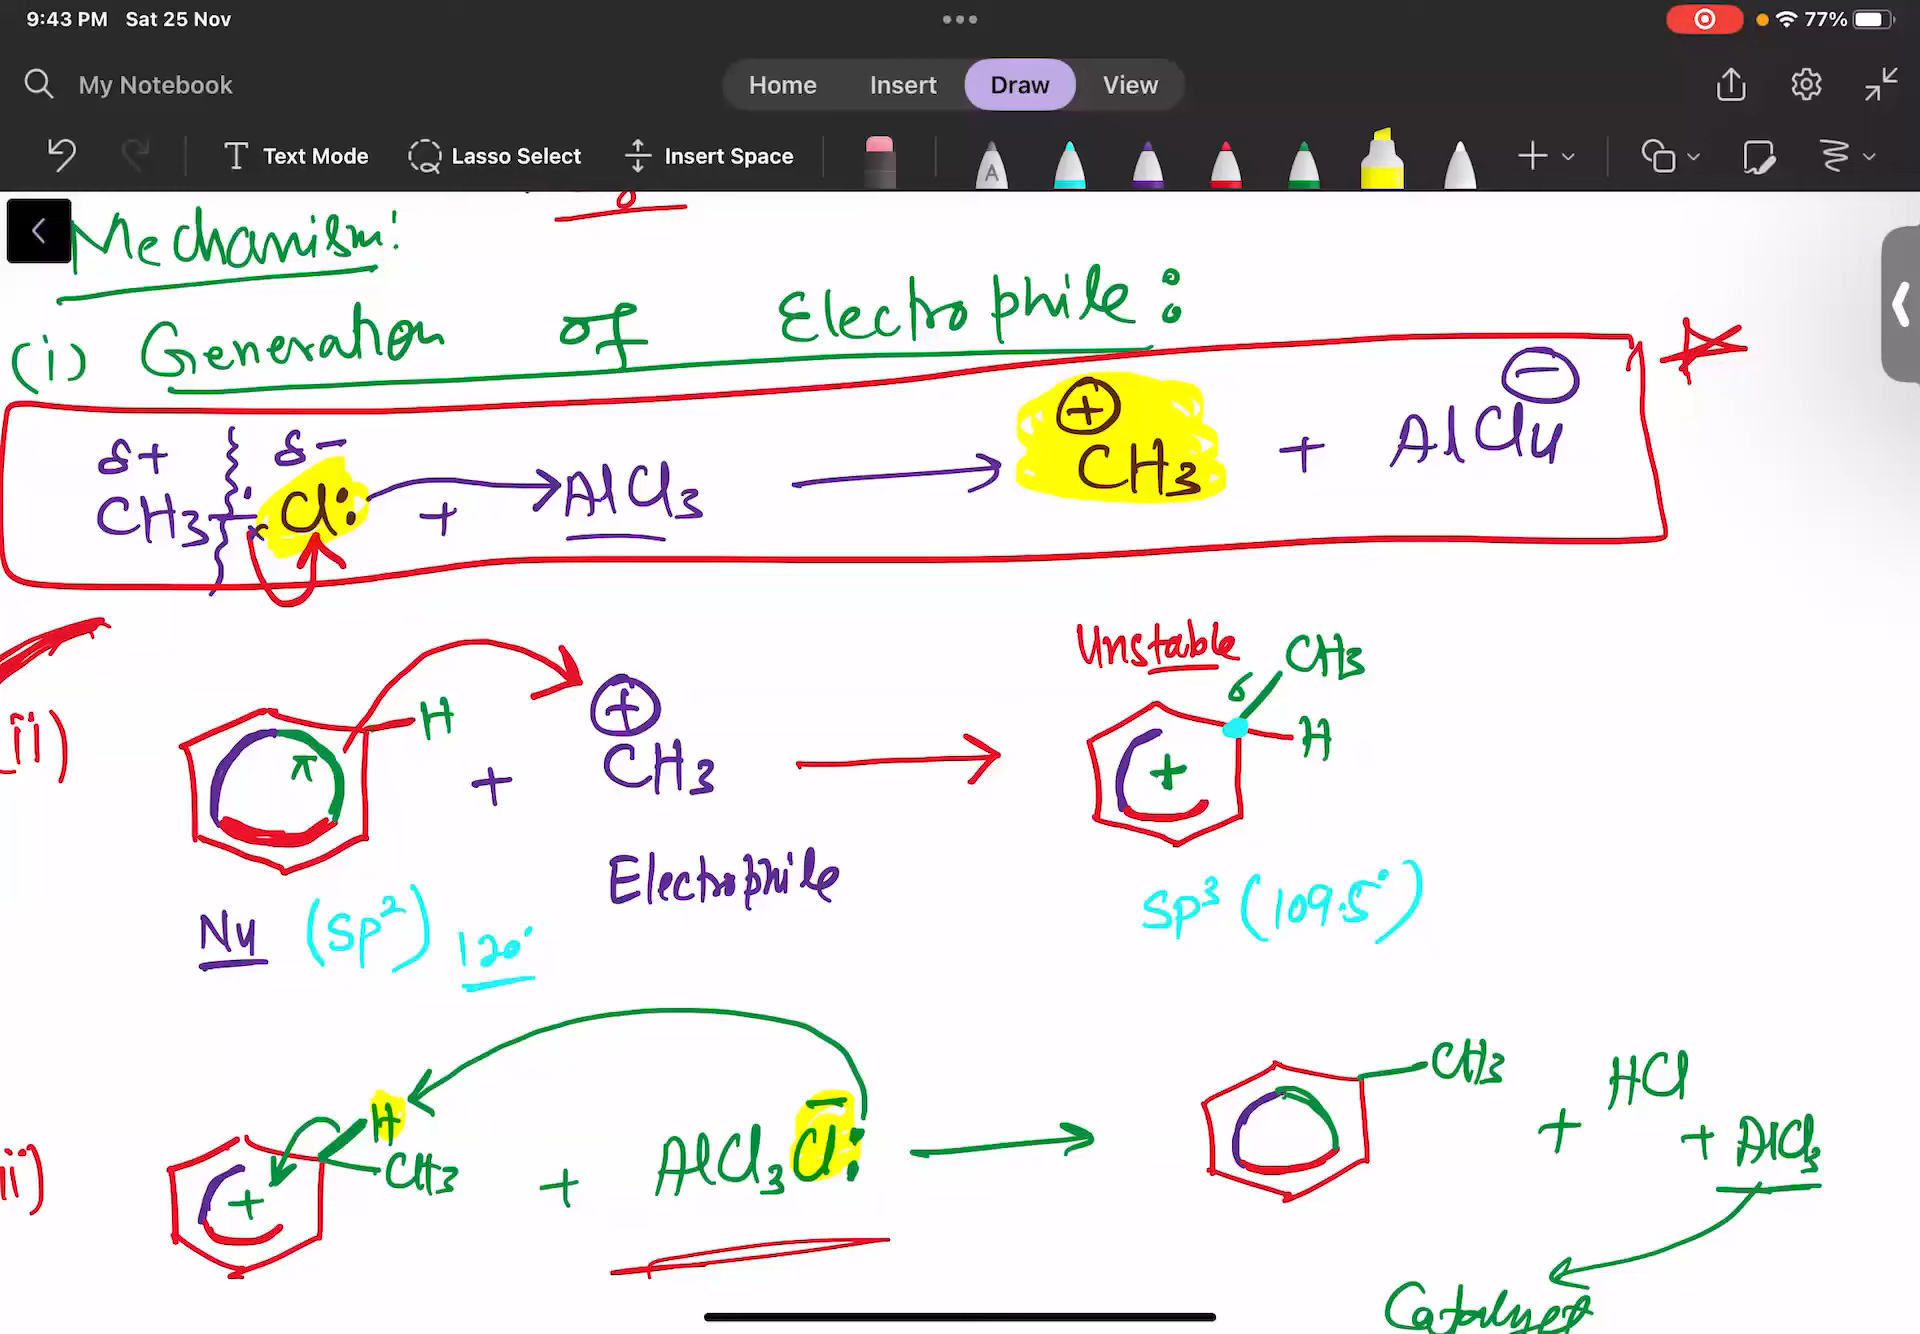 9:43 PM Sat 25 Nov
77%
My Notebook
Home Insert Draw View
Text Mode Lasso Select Insert Space
A
Mechanism:
(i) Generation of Electrophile:
δ+ δ- ⊕ ⊖
CH3 Cl: + AlCl3 CH3 + AlCl4
Unstable CH3
6
H ⊕ H
ii) π + CH3 +
Electrophile
Nu (Sp²) 120° Sp³ (109.5°)
CH3 HCl
H
CH3 + AlCl3 Cl: + + AlCl3
ii) +
Catalyst